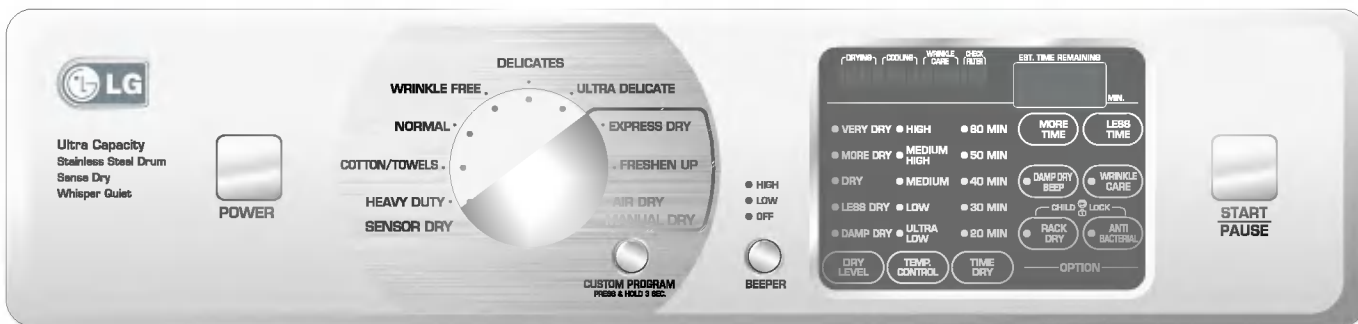 LG
Ultra Capacity
Stainless Steel Drum
Sense Dry
Whisper Quiet
POWER
DELICATES
WRINKLE FREE
ULTRA DELICATE
NORMAL
EXPRESS DRY
COTTON/TOWELS
FRESHEN UP
HEAVY DUTY
AIR DRY
SENSOR DRY
MANUAL DRY
CUSTOM PROGRAM
PRESS & HOLD 3 SEC.
HIGH
LOW
OFF
BEEPER
DRYING
COOLING
WRINKLE
CARE
CHECK
FILTER
EST. TIME REMAINING
MIN.
VERY DRY HIGH 80 MIN
MORE DRY MEDIUM
HIGH 50 MIN
DRY MEDIUM 40 MIN
LESS DRY LOW 30 MIN
DAMP DRY ULTRA
LOW 20 MIN
DRY
LEVEL
TEMP.
CONTROL
TIME
DRY
MORE
TIME
LESS
TIME
DAMP DRY
BEEP
WRINKLE
CARE
CHILD LOCK
RACK
DRY
ANTI
BACTERIAL
OPTION
START
PAUSE